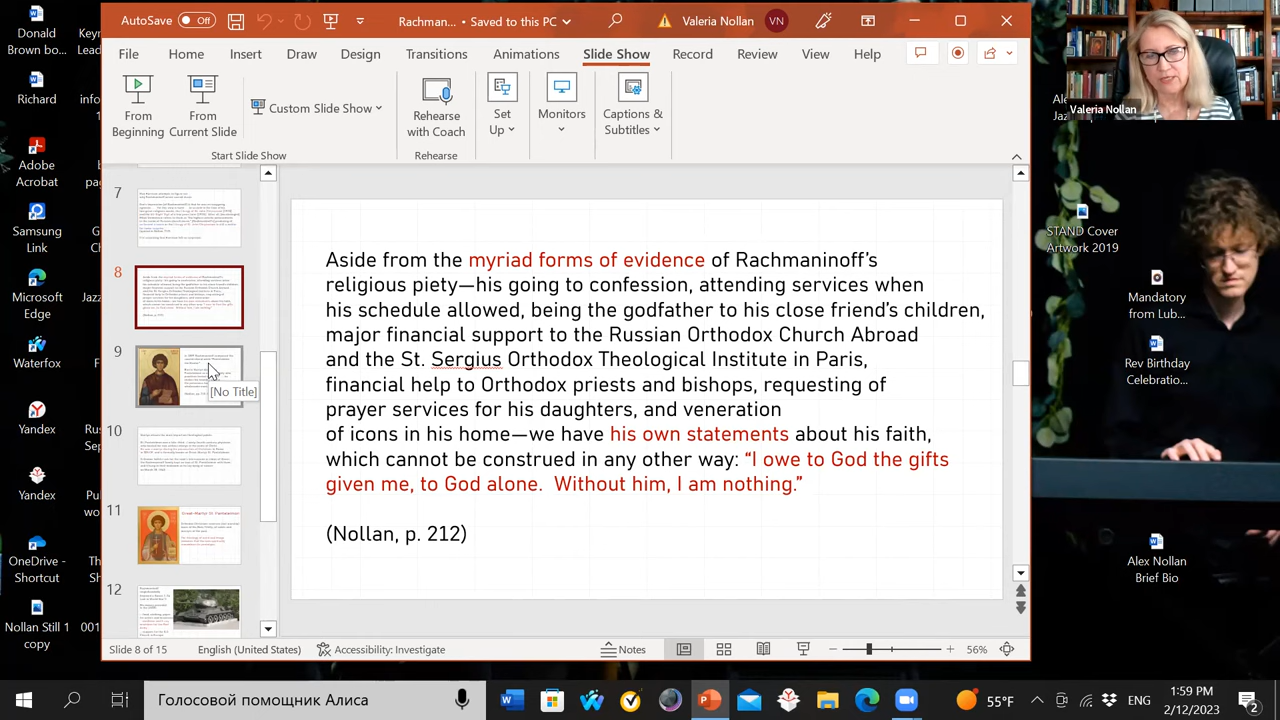 AutoSave Off Rachman... • Saved to this PC Valeria Nollan VN
File Home Insert Draw Design Transitions Animations Slide Show Record Review View Help
From Beginning
From Current Slide
Custom Slide Show
Rehearse with Coach
Set Up
Monitors
Captions & Subtitles
Start Slide Show
Rehearse
7
8
9
[No Title]
10
11
Great-Martyr St. Panteleimon
12
Aside from the myriad forms of evidence of Rachmaninoff's
religious piety—his going to confession, attending services when
his schedule allowed, being the godfather to his close friend's children,
major financial support to the Russian Orthodox Church Abroad
and the St. Sergius Orthodox Theological Institute in Paris,
financial help to Orthodox priests and bishops, requesting of
prayer services for his daughters, and veneration
of icons in his home—we have his own statements about his faith,
which cannot be construed in any other way: “I owe to God the gifts
given me, to God alone. Without him, I am nothing.”
(Nollan, p. 212)
Slide 8 of 15 English (United States) Accessibility: Investigate Notes 56%
Donald
Brown bo...
Richard
Adobe
Acrobat
Samsung
Link
Microsoft
Edge
Waterfox
Yandex
Yandex
OneDrive -
Shortcut
Nollan Still 1
copy
Valeria Nollan
STAND Cover
Artwork 2019
Mandatory
from Lub...
Rev Birthday
Celebratio...
Alex Nollan
Brief Bio
Голосовой помощник Алиса
55°F ENG 1:59 PM
2/12/2023 2